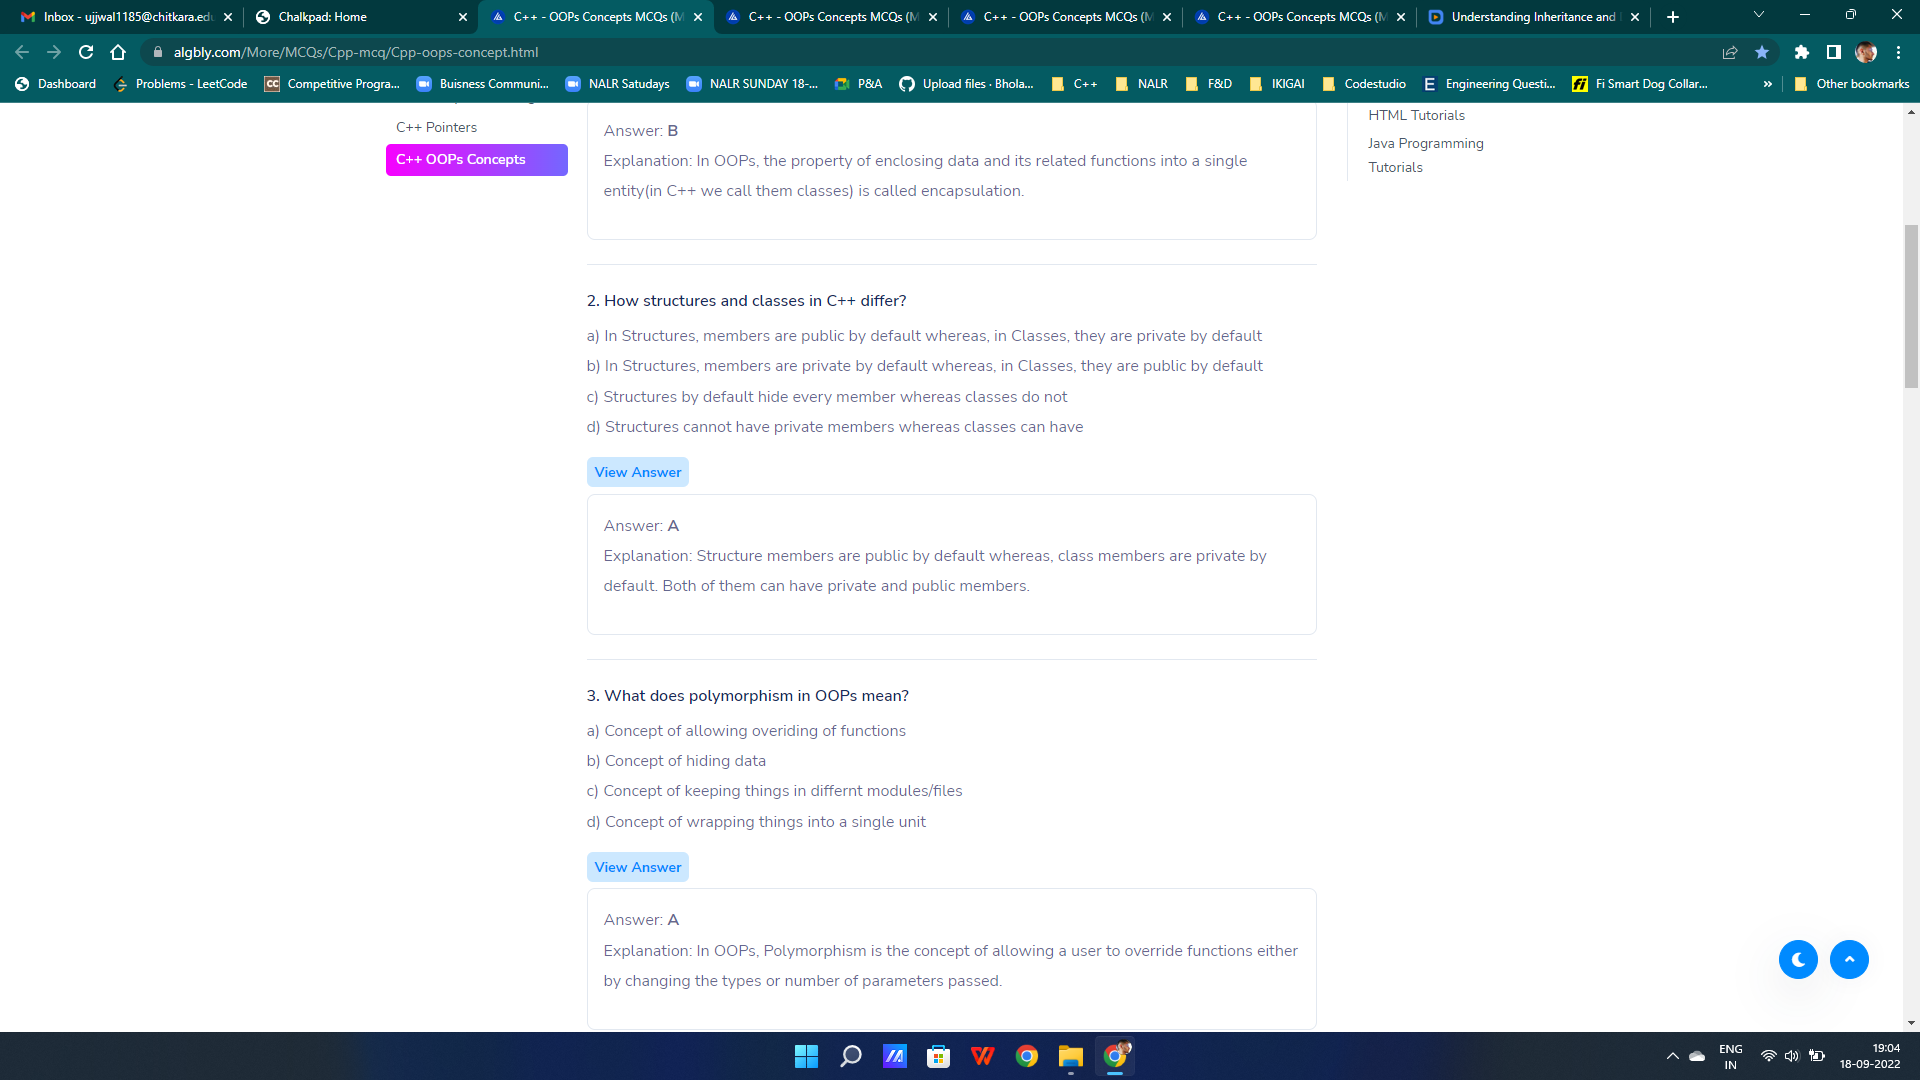 Inbox - ujjwal1185@chitkara.edu
Chalkpad: Home
C++ - OOPs Concepts MCQs (M
C++ - OOPs Concepts MCQs (M
C++ - OOPs Concepts MCQs (M
C++ - OOPs Concepts MCQs (M
Understanding Inheritance and
algbly.com/More/MCQs/Cpp-mcq/Cpp-oops-concept.html
Dashboard
Problems - LeetCode
CC Competitive Progra...
Buisness Communi...
NALR Satudays
NALR SUNDAY 18-...
P&A
Upload files · Bhola...
C++
NALR
F&D
IKIGAI
Codestudio
E Engineering Questi...
fi Fi Smart Dog Collar...
»
Other bookmarks
C++ Pointers
C++ OOPs Concepts
Answer: B
Explanation: In OOPs, the property of enclosing data and its related functions into a single
entity(in C++ we call them classes) is called encapsulation.
2. How structures and classes in C++ differ?
a) In Structures, members are public by default whereas, in Classes, they are private by default
b) In Structures, members are private by default whereas, in Classes, they are public by default
c) Structures by default hide every member whereas classes do not
d) Structures cannot have private members whereas classes can have
View Answer
Answer: A
Explanation: Structure members are public by default whereas, class members are private by
default. Both of them can have private and public members.
3. What does polymorphism in OOPs mean?
a) Concept of allowing overiding of functions
b) Concept of hiding data
c) Concept of keeping things in differnt modules/files
d) Concept of wrapping things into a single unit
View Answer
Answer: A
Explanation: In OOPs, Polymorphism is the concept of allowing a user to override functions either
by changing the types or number of parameters passed.
HTML Tutorials
Java Programming
Tutorials
ENG
IN
19:04
18-09-2022